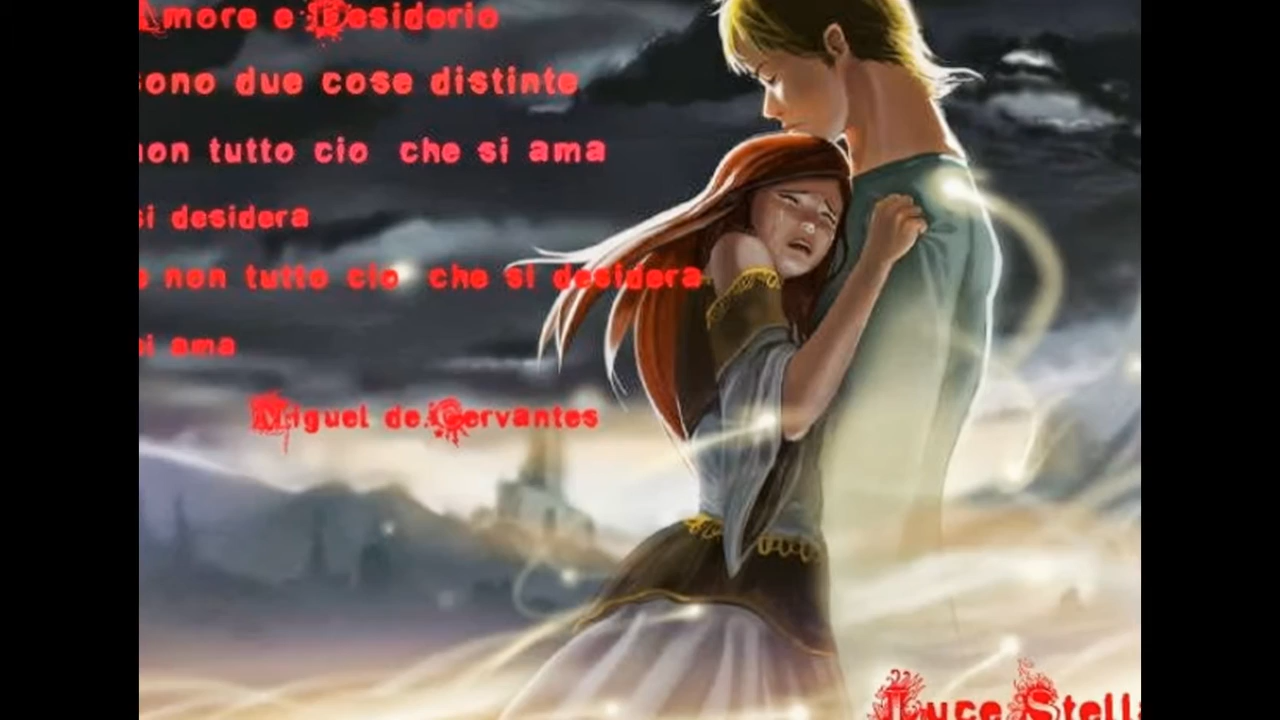 Amore e Desiderio
sono due cose distinte
non tutto cio che si ama
si desidera
e non tutto cio che si desidera
si ama
Miguel de Cervantes
Luce Stella